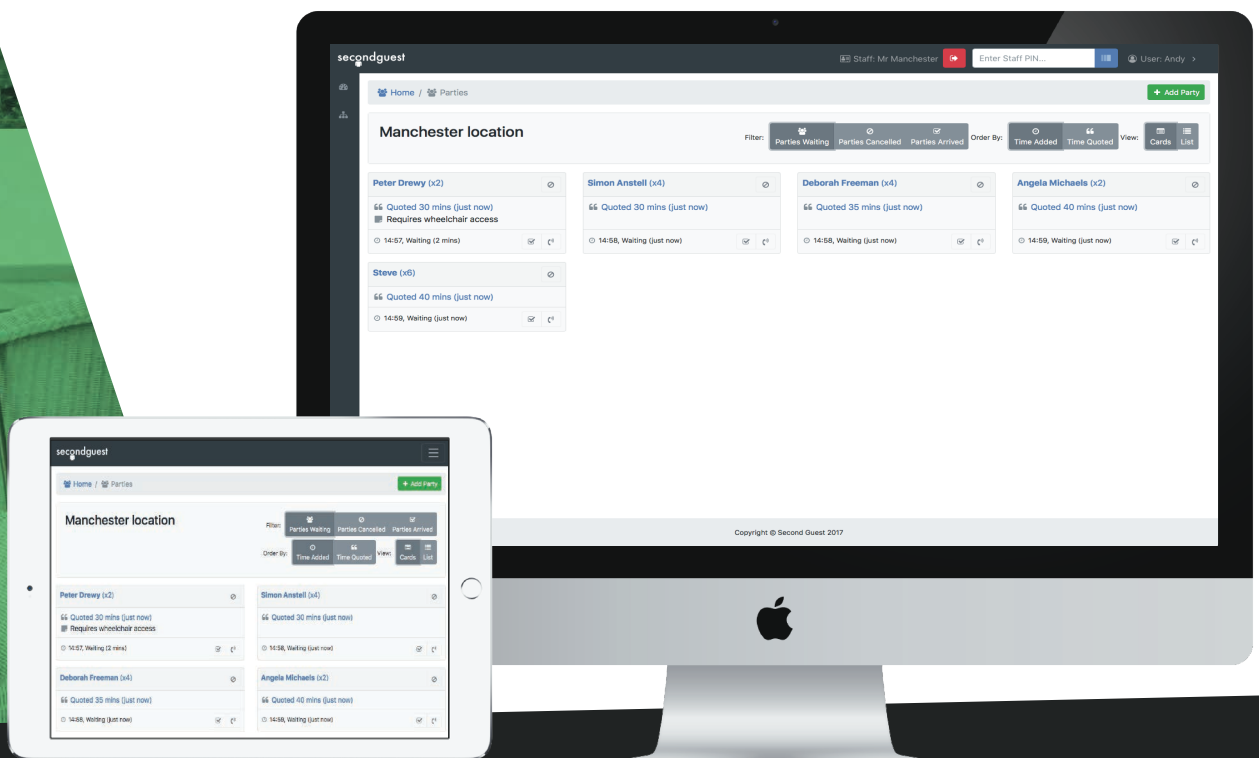 secondguest
Staff: Mr Manchester
Enter Staff PIN...
User: Andy
Home / Parties
+ Add Party
Manchester location
Filter:
Parties Waiting
Parties Cancelled
Parties Arrived
Order By:
Time Added
Time Quoted
View:
Cards
List
Peter Drewy (x2)
Quoted 30 mins (just now)
Requires wheelchair access
14:57, Waiting (2 mins)
Simon Anstell (x4)
Quoted 30 mins (just now)
14:58, Waiting (just now)
Deborah Freeman (x4)
Quoted 35 mins (just now)
14:58, Waiting (just now)
Angela Michaels (x2)
Quoted 40 mins (just now)
14:59, Waiting (just now)
Steve (x6)
Quoted 40 mins (just now)
14:59, Waiting (just now)
Copyright @ Second Guest 2017
secondguest
Home / Parties
+ Add Party
Manchester location
Filter:
Parties Waiting
Parties Cancelled
Parties Arrived
Order By:
Time Added
Time Quoted
View:
Cards
List
Peter Drewy (x2)
Quoted 30 mins (just now)
Requires wheelchair access
14:57, Waiting (2 mins)
Simon Anstell (x4)
Quoted 30 mins (just now)
14:58, Waiting (just now)
Deborah Freeman (x4)
Quoted 35 mins (just now)
14:58, Waiting (just now)
Angela Michaels (x2)
Quoted 40 mins (just now)
14:59, Waiting (just now)